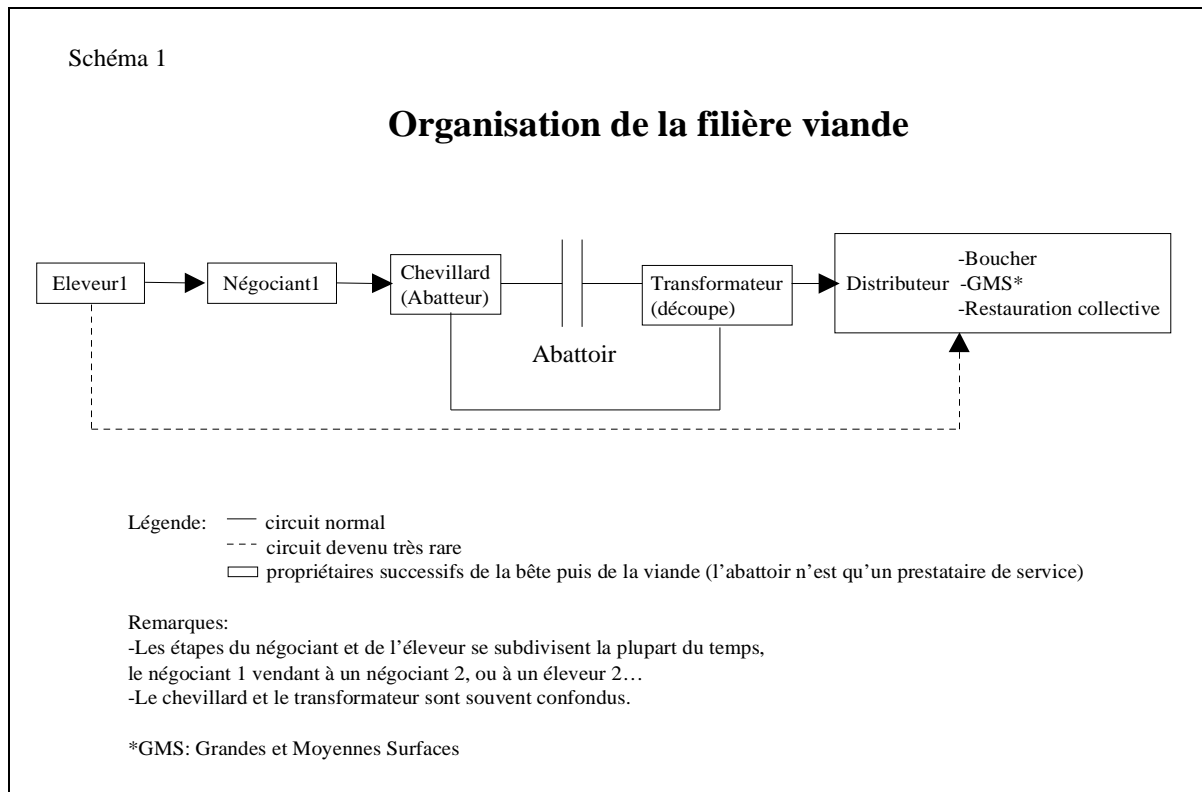 Schéma 1
Organisation de la filière viande
Eleveur1
Négociant1
Chevillard
(Abatteur)
Abattoir
Transformateur
(découpe)
Distributeur
-Boucher
-GMS*
-Restauration collective
Légende:
circuit normal
circuit devenu très rare
propriétaires successifs de la bête puis de la viande (l’abattoir n’est qu’un prestataire de service)
Remarques:
-Les étapes du négociant et de l’éleveur se subdivisent la plupart du temps,
le négociant 1 vendant à un négociant 2, ou à un éleveur 2…
-Le chevillard et le transformateur sont souvent confondus.
*GMS: Grandes et Moyennes Surfaces